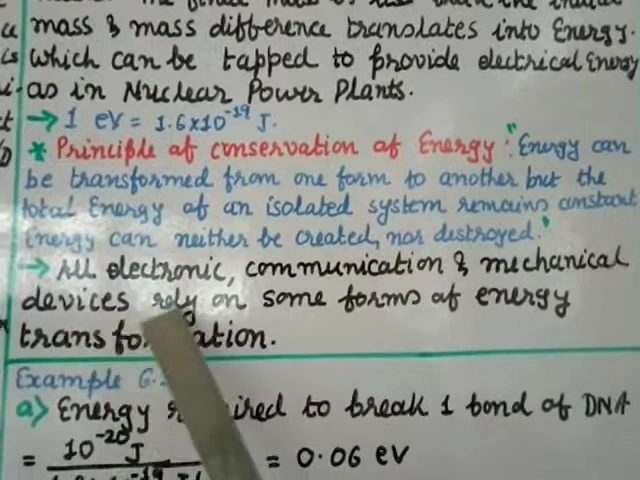 mass & mass difference translates into Energy.
which can be tapped to provide electrical Energy
as in Nuclear Power Plants.
→ 1 eV = 1.6×10⁻¹⁹ J.
* Principle of conservation of Energy : "Energy can
be transformed from one form to another but the
total Energy of an isolated system remains constant
Energy can neither be created, nor destroyed."
→ All electronic, communication & mechanical
devices rely on some forms of energy
Example 6.
a) Energy required to break 1 bond of DNA
= 10⁻²⁰ J = 0.06 eV